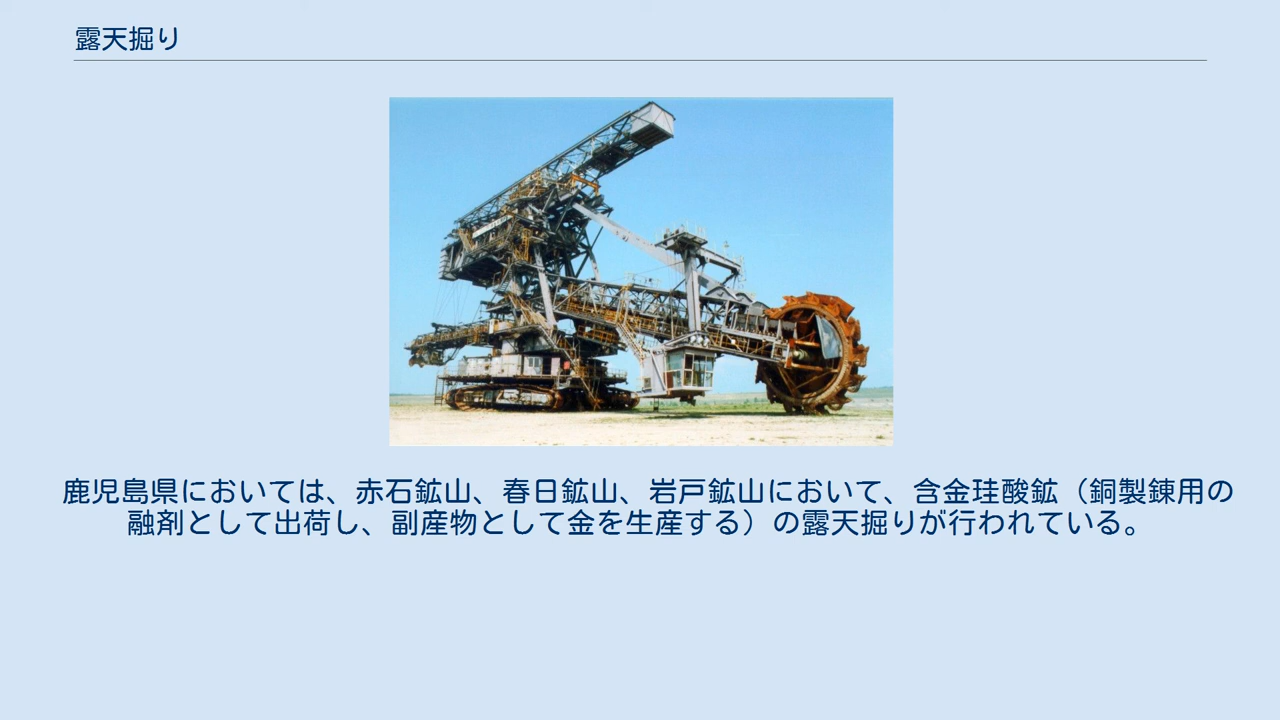 露天掘り
鹿児島県においては、赤石鉱山、春日鉱山、岩戸鉱山において、含金珪酸鉱（銅製錬用の
融剤として出荷し、副産物として金を生産する）の露天掘りが行われている。